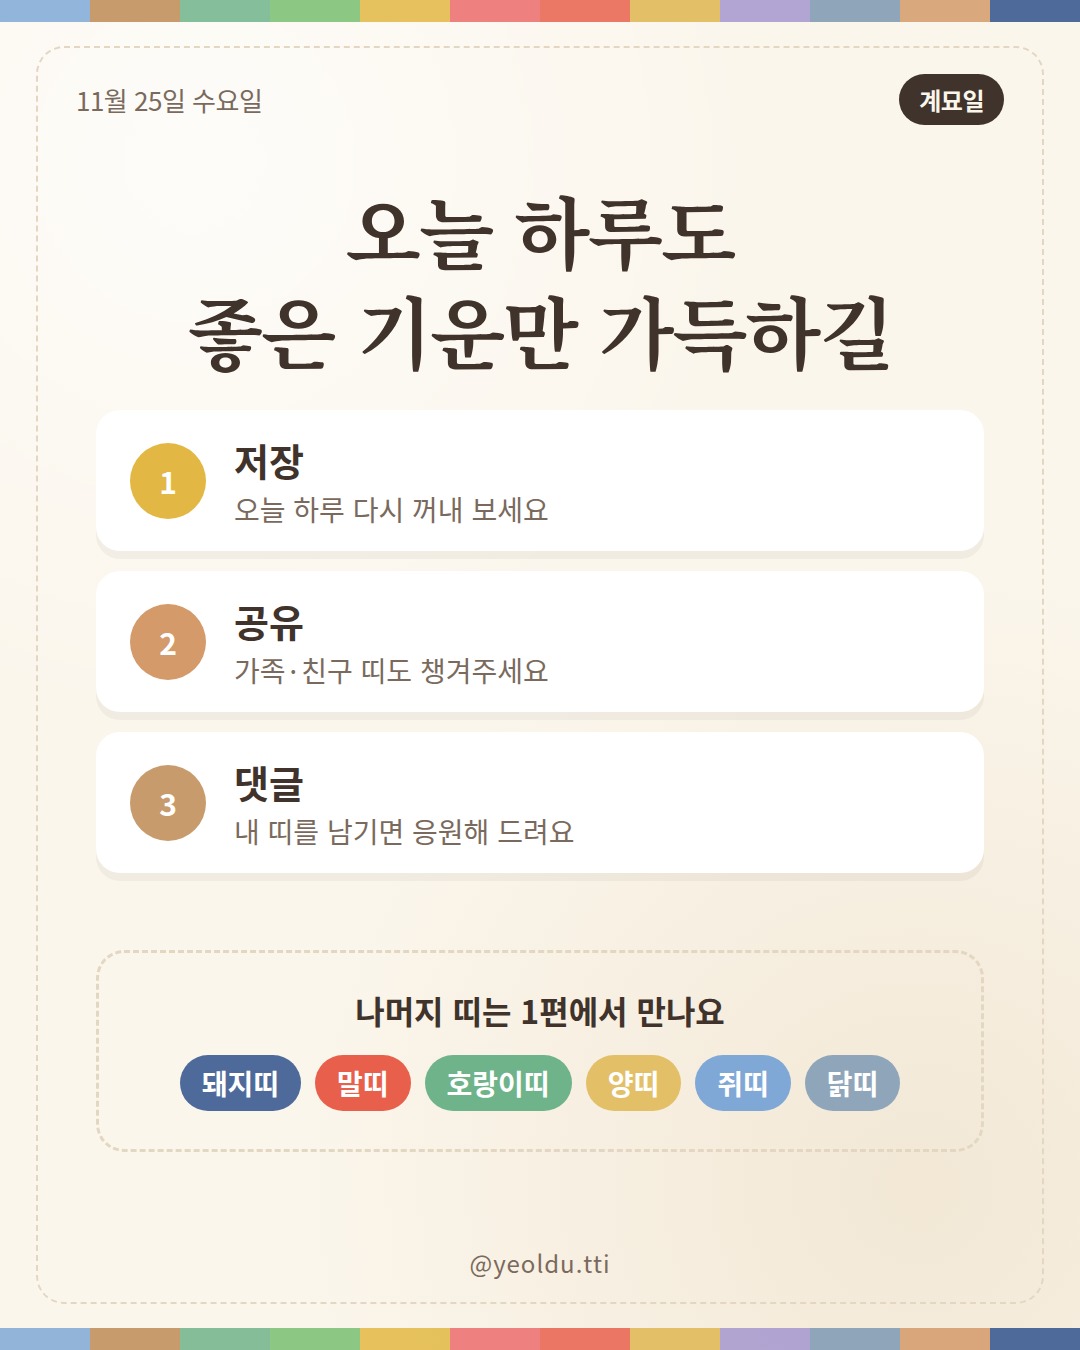 11월 25일 수요일
계묘일
오늘 하루도
좋은 기운만 가득하길
1
저장
오늘 하루 다시 꺼내 보세요
2
공유
가족·친구 띠도 챙겨주세요
3
댓글
내 띠를 남기면 응원해 드려요
나머지 띠는 1편에서 만나요
돼지띠 말띠 호랑이띠 양띠 쥐띠 닭띠
@yeoldu.tti